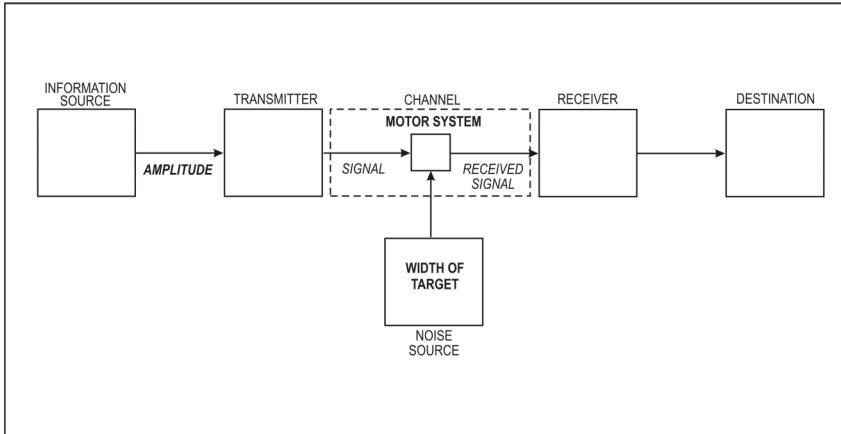 INFORMATION
SOURCE
TRANSMITTER
CHANNEL
RECEIVER
DESTINATION
MOTOR SYSTEM
AMPLITUDE
SIGNAL
RECEIVED
SIGNAL
WIDTH OF
TARGET
NOISE
SOURCE